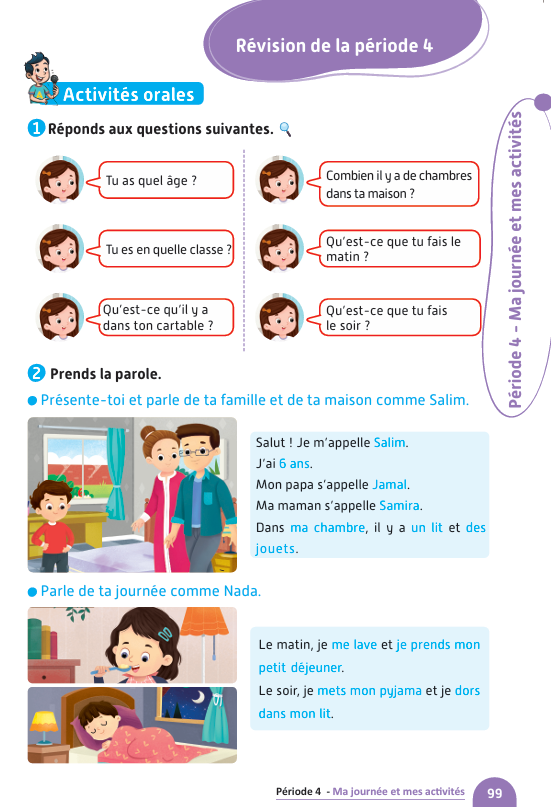 Révision de la période 4
Activités orales
1 Réponds aux questions suivantes.
Tu as quel âge ?
Tu es en quelle classe ?
Qu'est-ce qu'il y a
dans ton cartable ?
Combien il y a de chambres
dans ta maison ?
Qu'est-ce que tu fais le
matin ?
Qu'est-ce que tu fais
le soir ?
2 Prends la parole.
● Présente-toi et parle de ta famille et de ta maison comme Salim.
Salut ! Je m'appelle Salim.
J'ai 6 ans.
Mon papa s'appelle Jamal.
Ma maman s'appelle Samira.
Dans ma chambre, il y a un lit et des
jouets.
● Parle de ta journée comme Nada.
Le matin, je me lave et je prends mon
petit déjeuner.
Le soir, je mets mon pyjama et je dors
dans mon lit.
Période 4 - Ma journée et mes activités
Période 4 - Ma journée et mes activités
99